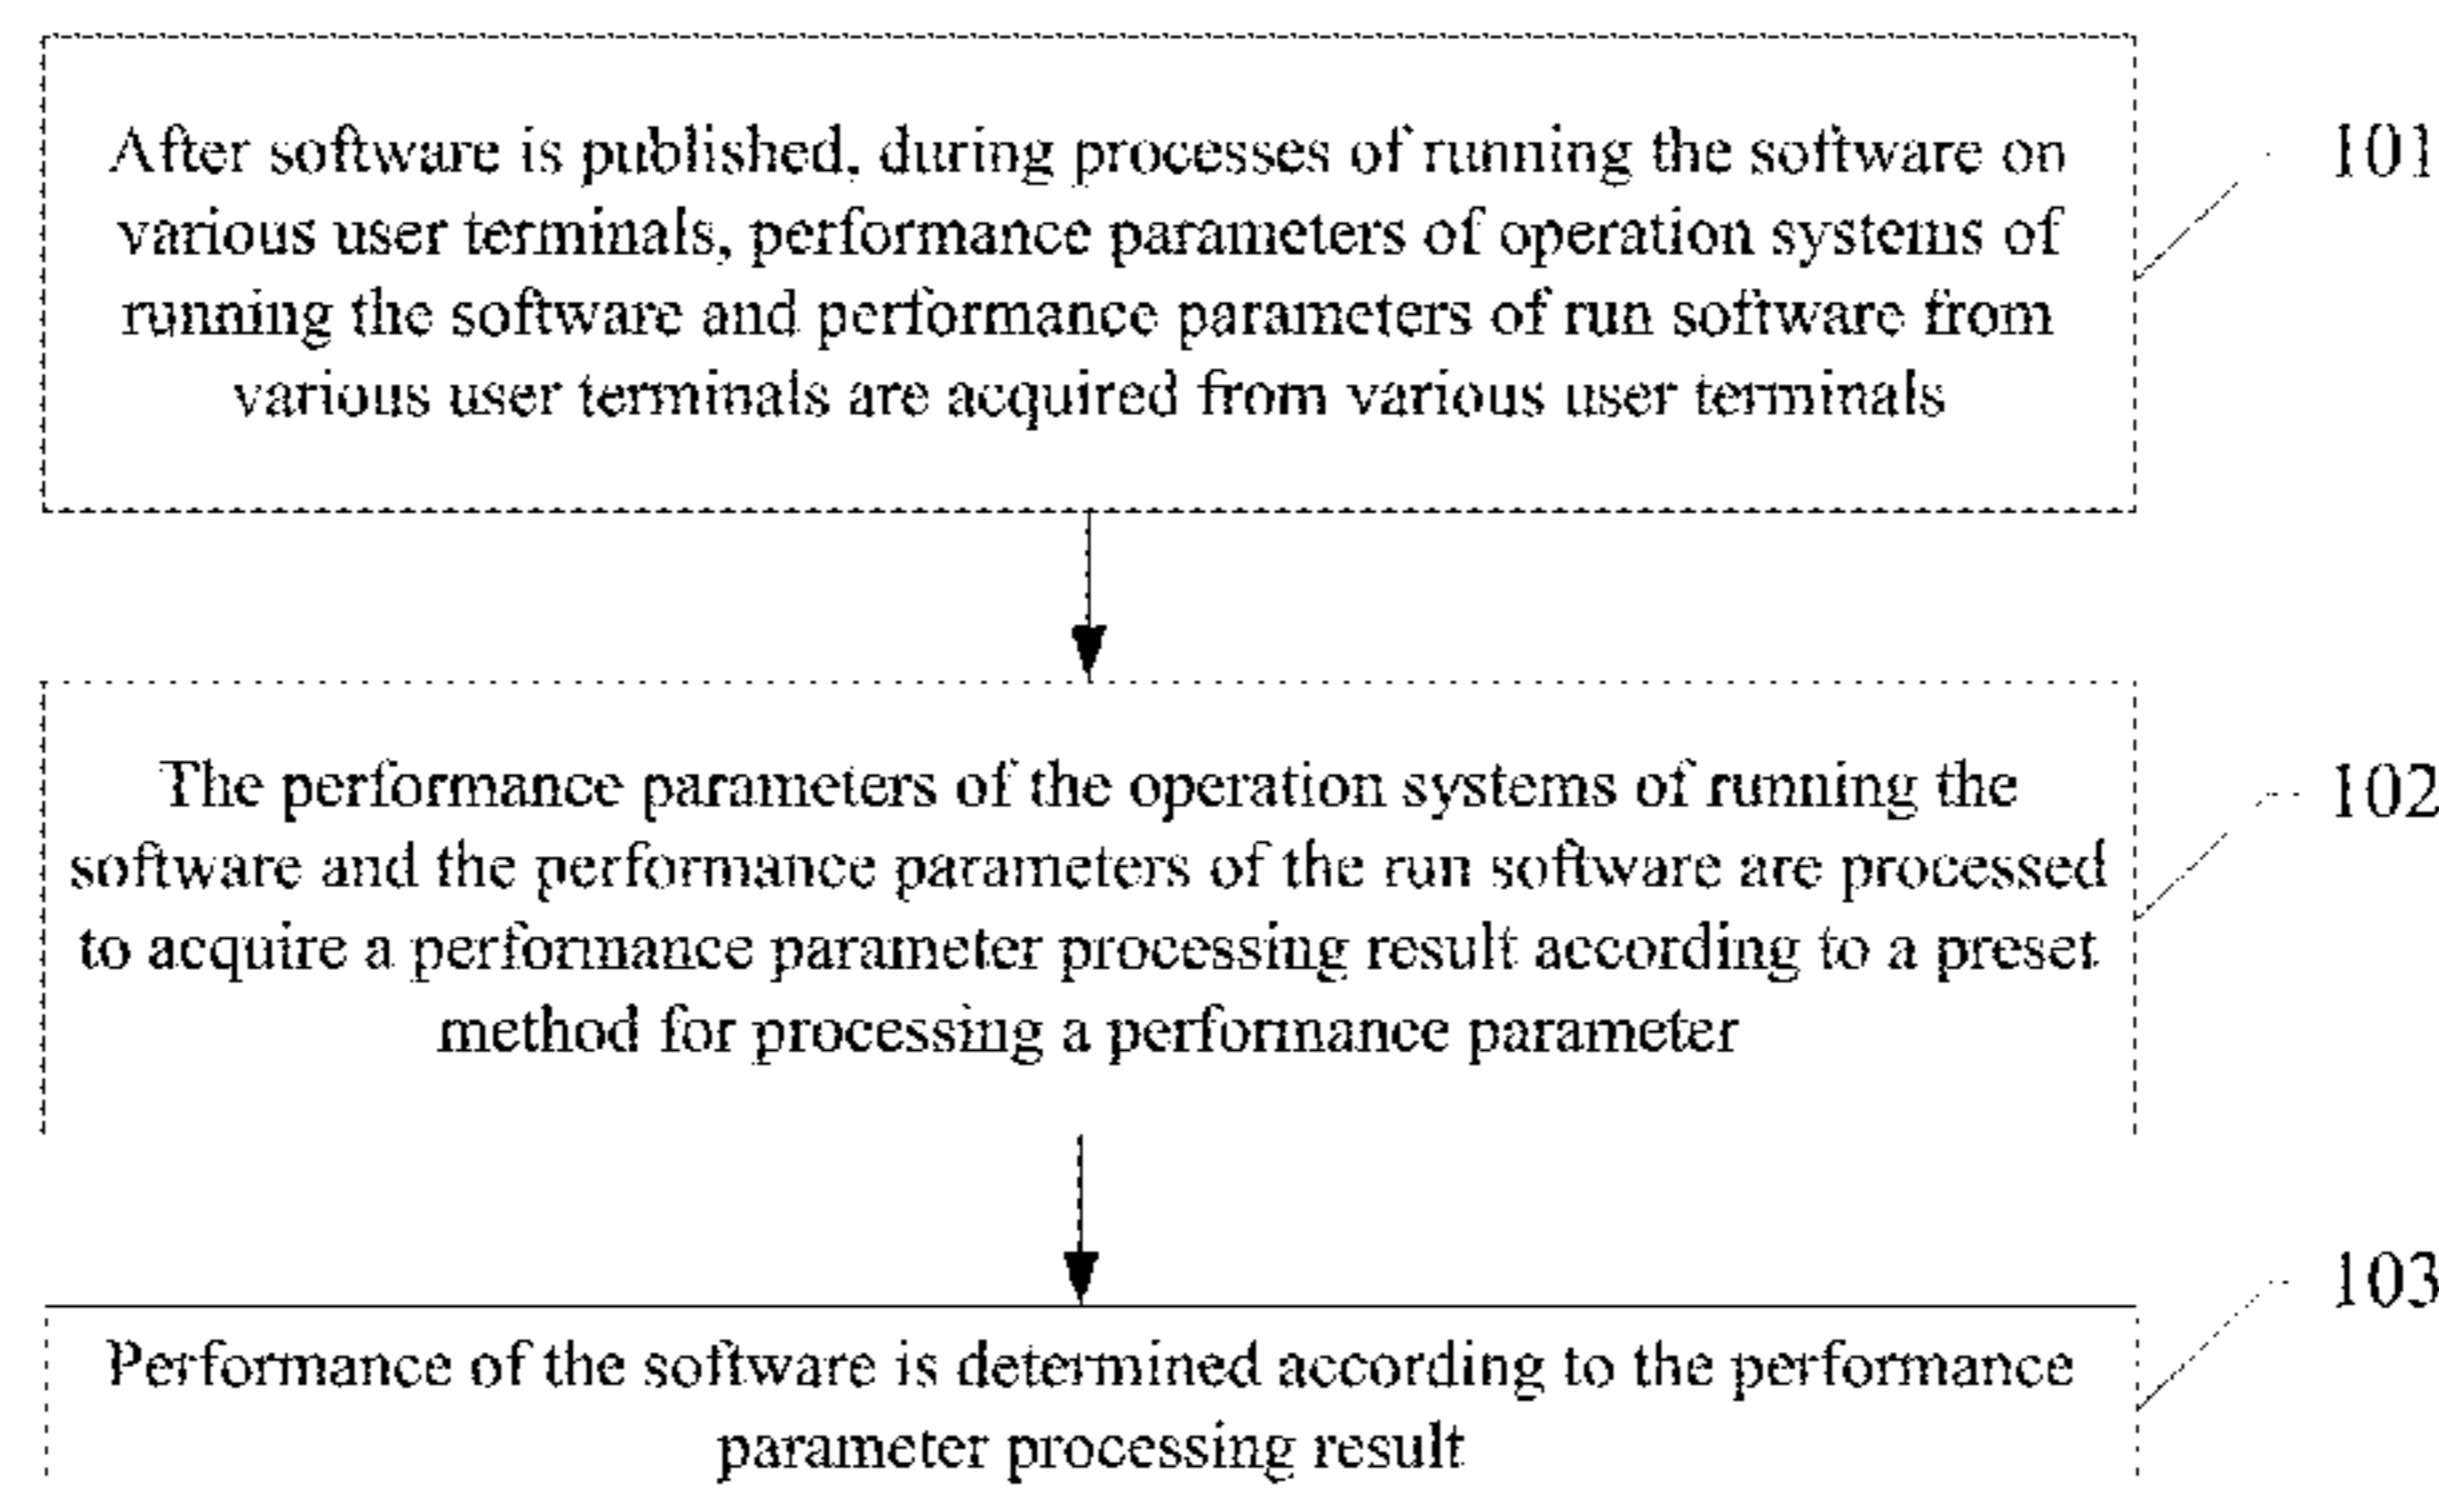 After software is published, during processes of running the software on
101
various user terminals, performance parameters of operation systems of
running the software and performance parameters of run software from
various user terminals are acquired from various user terminals
The performance parameters of the operation systems of running the
102
software and the performance parameters of the run software are processed
to acquire a performance parameter processing result according to a preset
method for processing a performance parameter
103
Performance of the software is determined according to the performance
parameter processing result